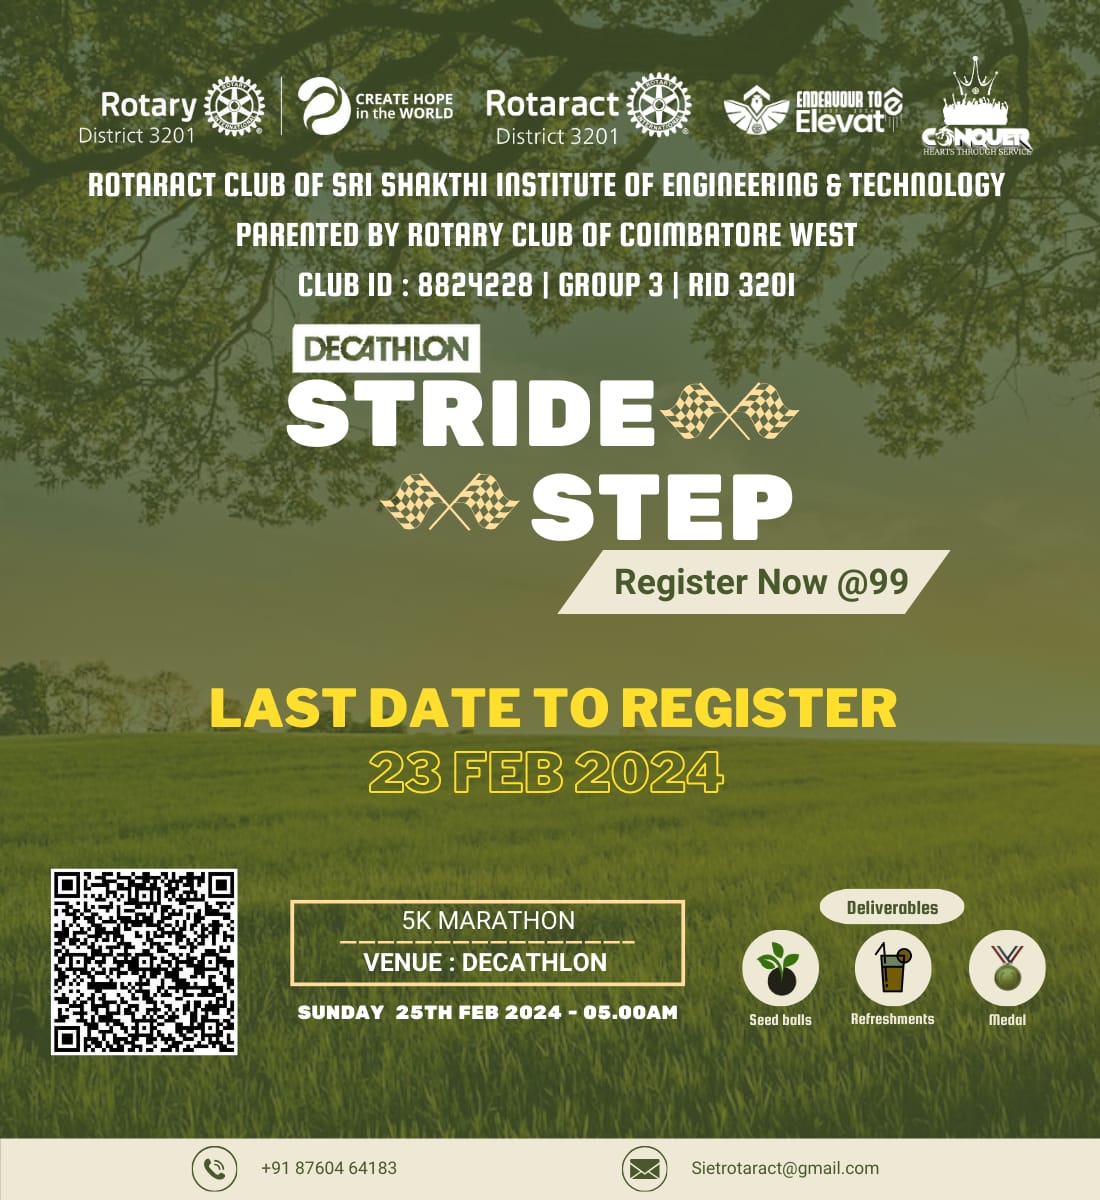 Rotary
District 3201
CREATE HOPE
in the WORLD
Rotaract
District 3201
ENDEAVOUR TO
Elevate
CONQUER
HEARTS THROUGH SERVICE
ROTARACT CLUB OF SRI SHAKTHI INSTITUTE OF ENGINEERING & TECHNOLOGY
PARENTED BY ROTARY CLUB OF COIMBATORE WEST
CLUB ID : 8824228 | GROUP 3 | RID 3201
DECATHLON
STRIDE
STEP
Register Now @99
LAST DATE TO REGISTER
23 FEB 2024
5K MARATHON
VENUE : DECATHLON
SUNDAY 25TH FEB 2024 - 05.00AM
Deliverables
Seed balls
Refreshments
Medal
+91 87604 64183
Sietrotaract@gmail.com